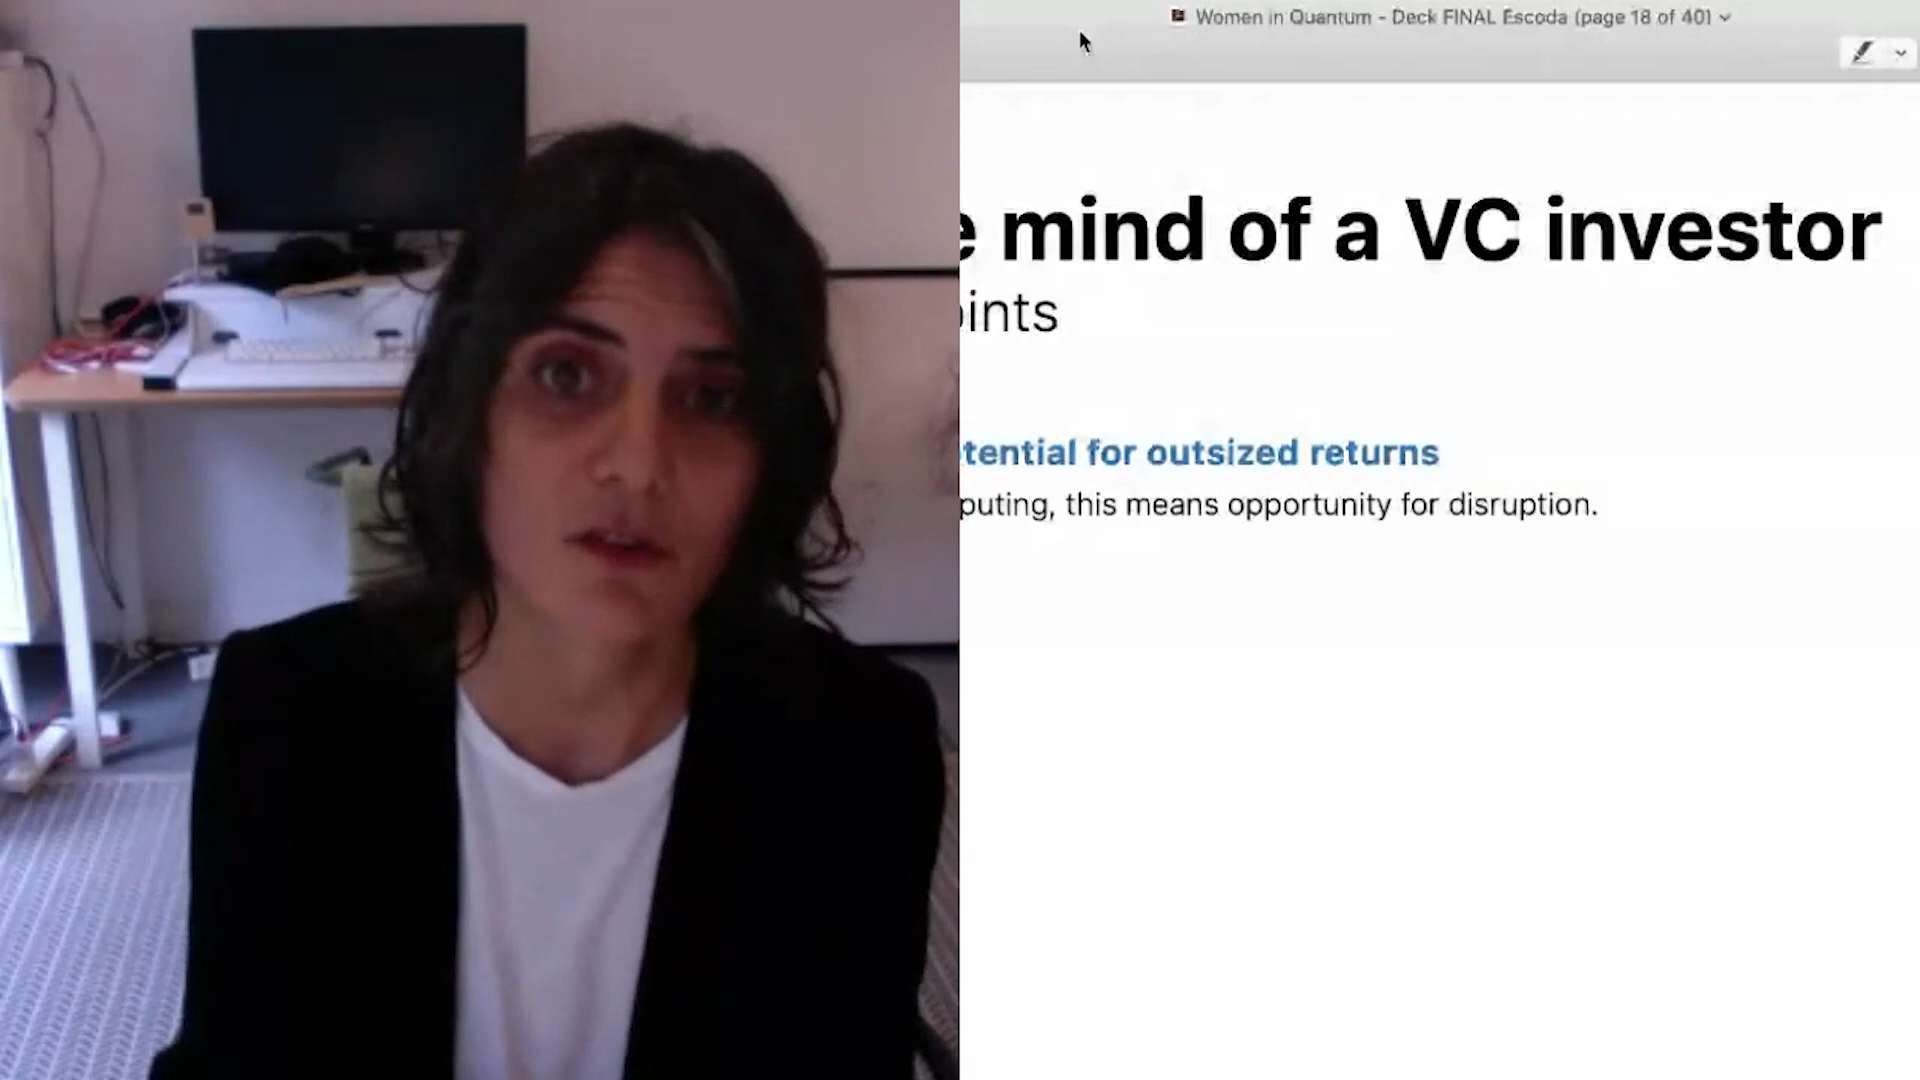 Women in Quantum - Deck FINAL Escoda (page 18 of 40)
e mind of a VC investor
oints
tential for outsized returns
puting, this means opportunity for disruption.